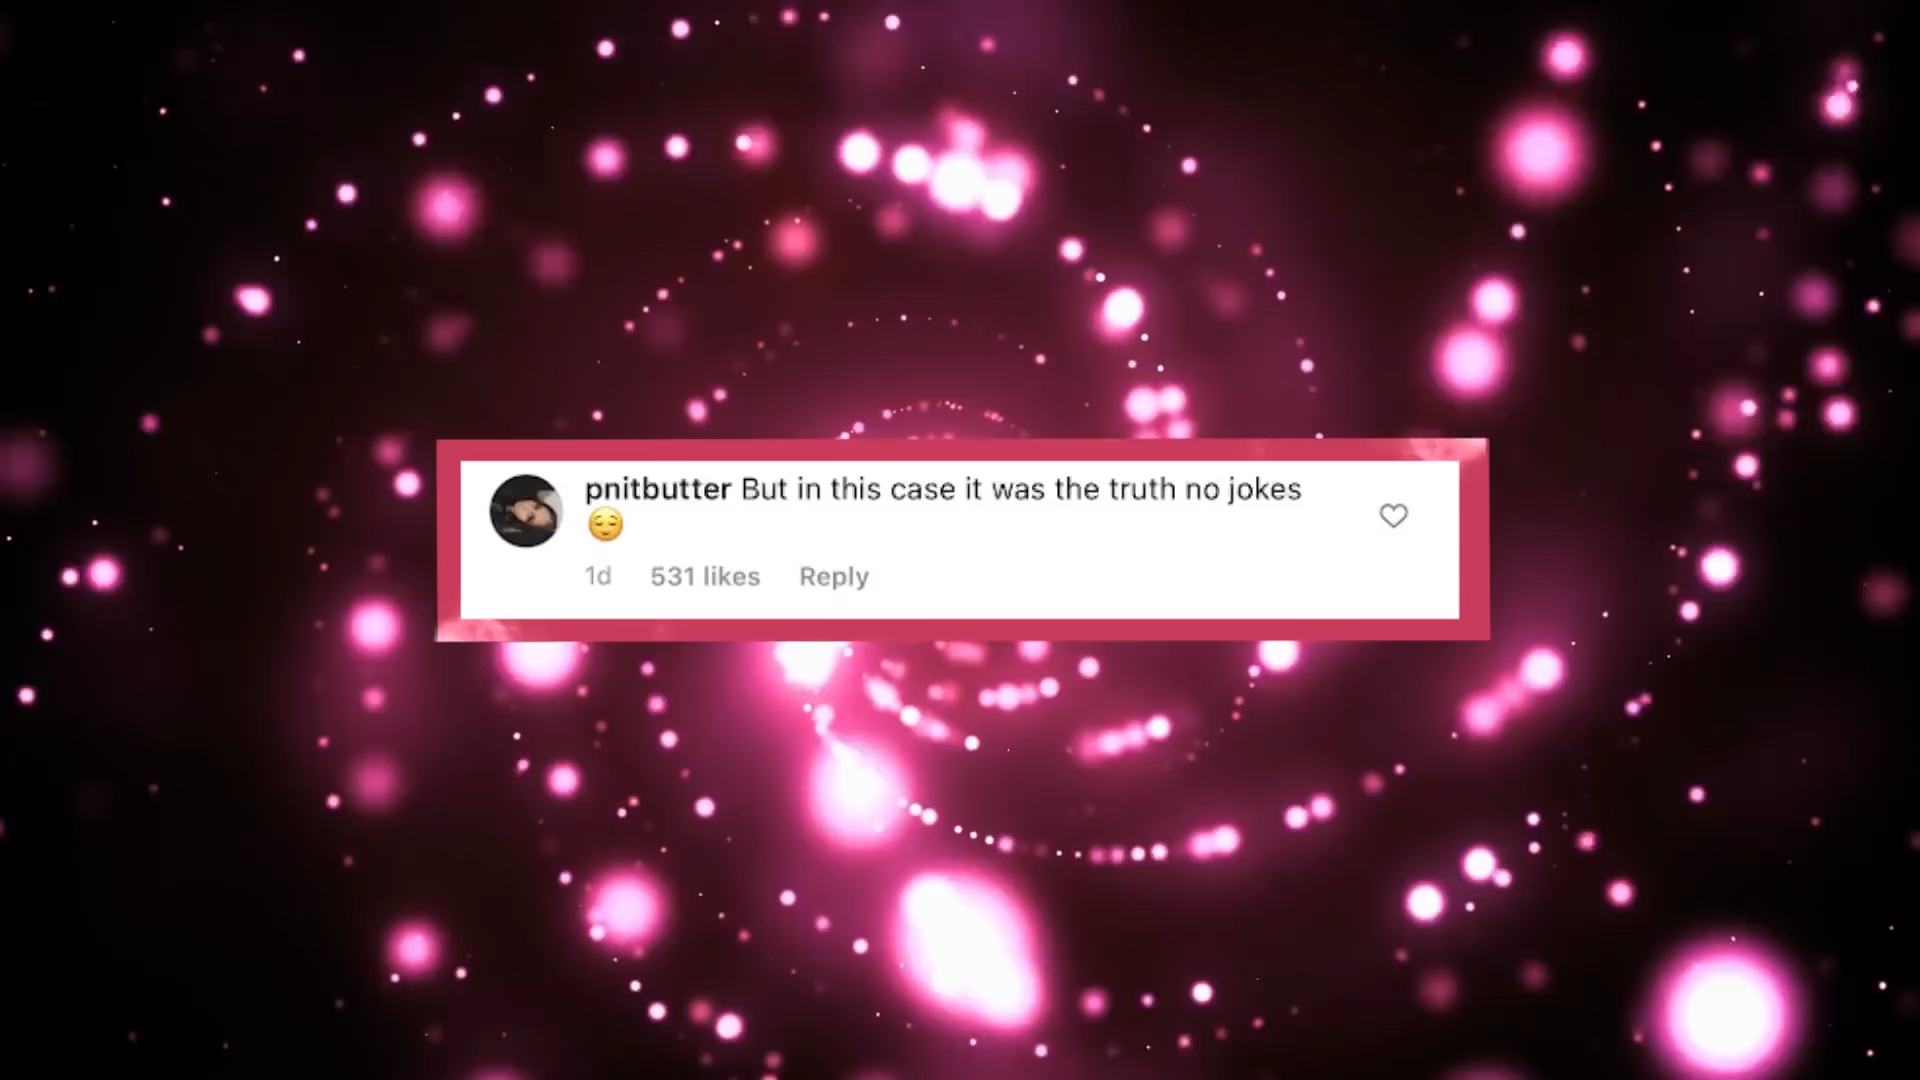 pnitbutter But in this case it was the truth no jokes
😌
1d 531 likes Reply